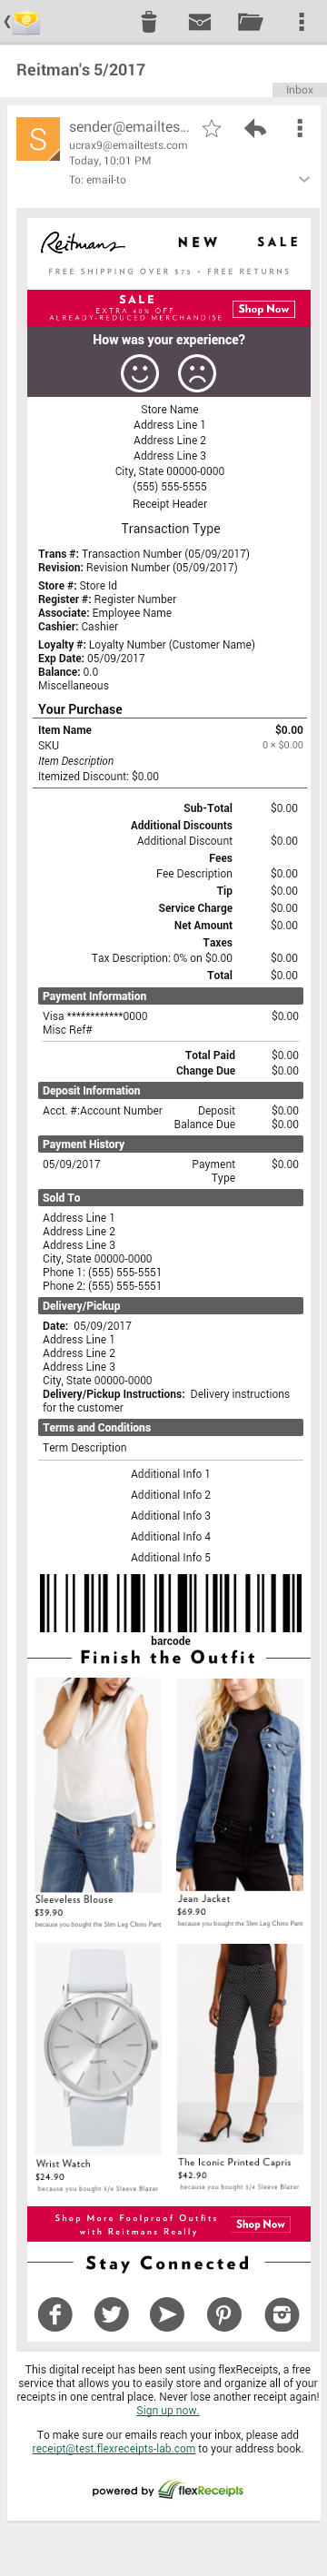 Reitman's 5/2017
Inbox
S
sender@emailtes...
ucrax9@emailtests.com
Today, 10:01 PM
To: email-to
Reitmans NEW SALE
FREE SHIPPING OVER $75 + FREE RETURNS
SALE
EXTRA 40% OFF
ALREADY-REDUCED MERCHANDISE
Shop Now
How was your experience?
Store Name
Address Line 1
Address Line 2
Address Line 3
City, State 00000-0000
(555) 555-5555
Receipt Header
Transaction Type
Trans #: Transaction Number (05/09/2017)
Revision: Revision Number (05/09/2017)
Store #: Store Id
Register #: Register Number
Associate: Employee Name
Cashier: Cashier
Loyalty #: Loyalty Number (Customer Name)
Exp Date: 05/09/2017
Balance: 0.0
Miscellaneous
Your Purchase
Item Name $0.00
SKU 0 × $0.00
Item Description
Itemized Discount: $0.00
Sub-Total $0.00
Additional Discounts
Additional Discount $0.00
Fees
Fee Description $0.00
Tip $0.00
Service Charge $0.00
Net Amount $0.00
Taxes
Tax Description: 0% on $0.00 $0.00
Total $0.00
Payment Information
Visa ************0000 $0.00
Misc Ref#
Total Paid $0.00
Change Due $0.00
Deposit Information
Acct. #:Account Number Deposit $0.00
Balance Due $0.00
Payment History
05/09/2017 Payment $0.00
Type
Sold To
Address Line 1
Address Line 2
Address Line 3
City, State 00000-0000
Phone 1: (555) 555-5551
Phone 2: (555) 555-5551
Delivery/Pickup
Date: 05/09/2017
Address Line 1
Address Line 2
Address Line 3
City, State 00000-0000
Delivery/Pickup Instructions: Delivery instructions
for the customer
Terms and Conditions
Term Description
Additional Info 1
Additional Info 2
Additional Info 3
Additional Info 4
Additional Info 5
barcode
Finish the Outfit
Sleeveless Blouse
$39.90
because you bought the Slim Leg Chino Pant
Jean Jacket
$69.90
because you bought the Slim Leg Chino Pant
QUARTZ
Wrist Watch
$24.90
because you bought 3/4 Sleeve Blazer
The Iconic Printed Capris
$42.90
because you bought 3/4 Sleeve Blazer
Shop More Foolproof Outfits
with Reitmans Really
Shop Now
Stay Connected
This digital receipt has been sent using flexReceipts, a free
service that allows you to easily store and organize all of your
receipts in one central place. Never lose another receipt again!
Sign up now.
To make sure our emails reach your inbox, please add
receipt@test.flexreceipts-lab.com to your address book.
powered by flexReceipts